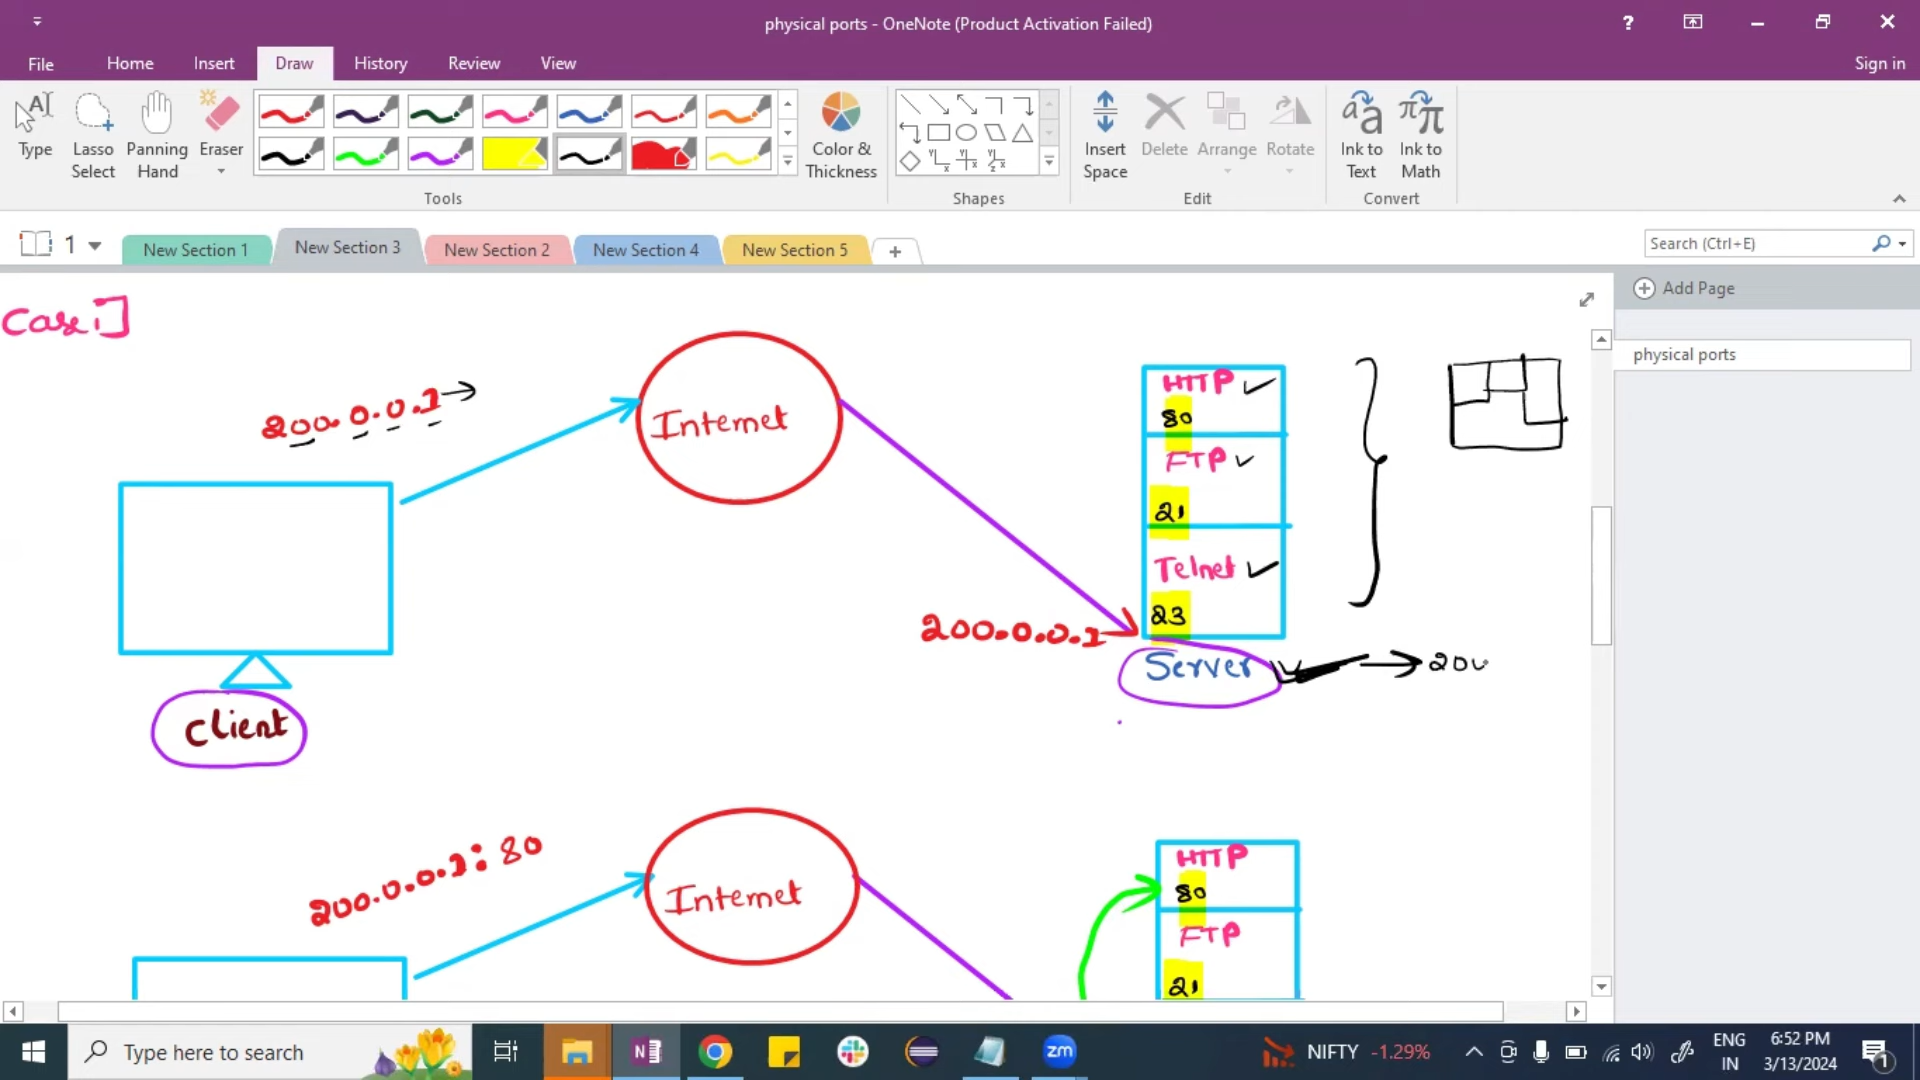 physical ports - OneNote (Product Activation Failed)
File Home Insert Draw History Review View Sign in
Type
Lasso Select
Panning Hand
Eraser
Color & Thickness
Insert Space
Delete
Arrange
Rotate
Ink to Text
Ink to Math
Tools Shapes Edit Convert
1 New Section 1 New Section 3 New Section 2 New Section 4 New Section 5
Search (Ctrl+E)
Add Page
physical ports
Case:
200.0.0.1
Internet
HTTP
80
FTP
21
Telnet
23
200.0.0.1
Server
200
Client
200.0.0.1:80
Internet
HTTP
80
FTP
21
Type here to search
NIFTY -1.29%
ENG
IN
6:52 PM
3/13/2024
1